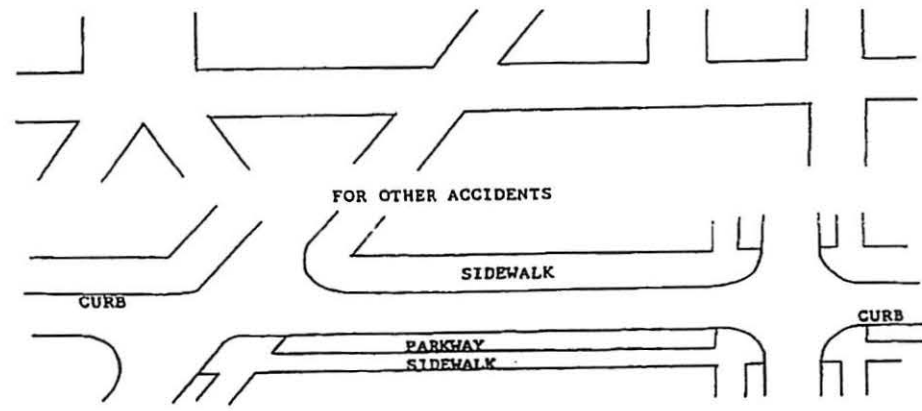 FOR OTHER ACCIDENTS
SIDEWALK
CURB
CURB
PARKWAY
SIDEWALK